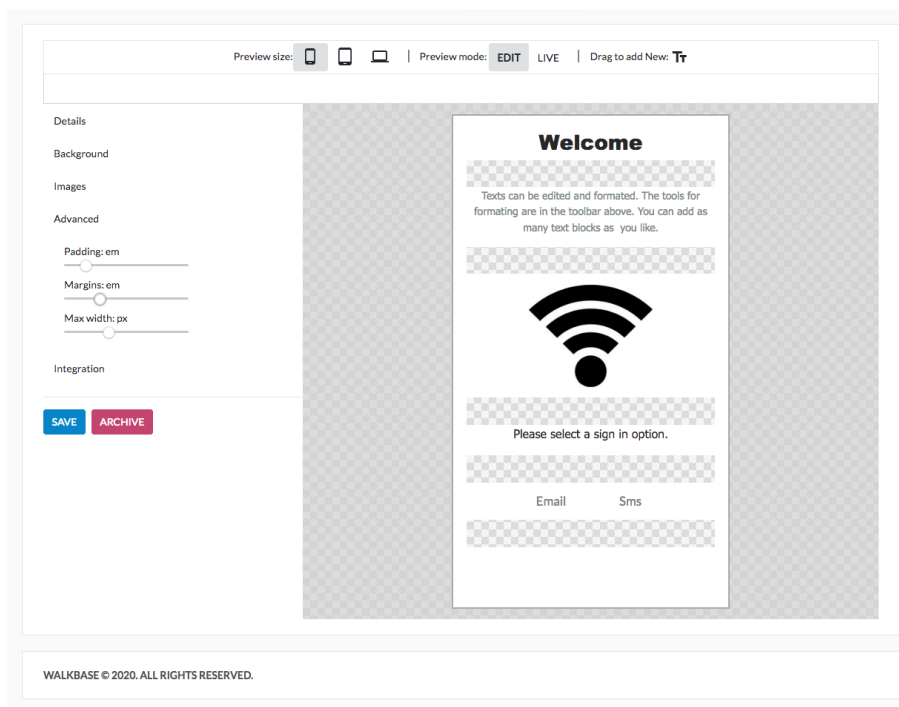 Preview size: | Preview mode: EDIT LIVE | Drag to add New: TT
Details
Background
Images
Advanced
Padding: em
Margins: em
Max width: px
Integration
SAVE ARCHIVE
Welcome
Texts can be edited and formated. The tools for
formating are in the toolbar above. You can add as
many text blocks as you like.
Please select a sign in option.
Email Sms
WALKBASE © 2020. ALL RIGHTS RESERVED.